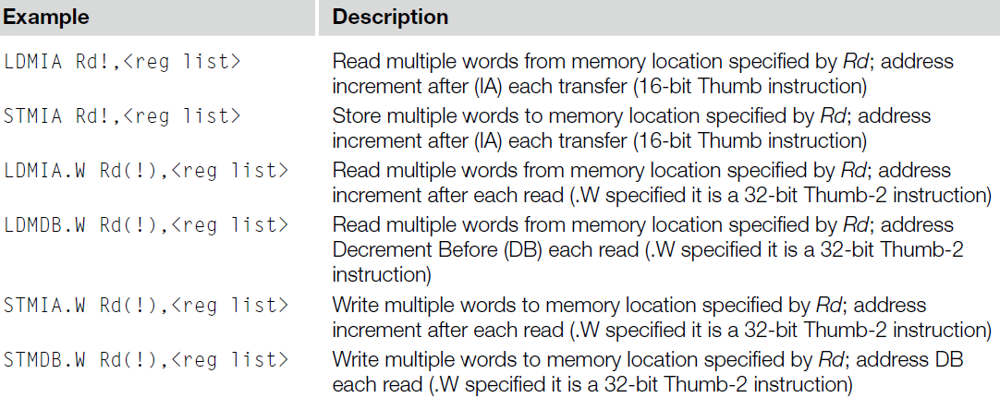 Example Description
LDMIA Rd!,<reg list> Read multiple words from memory location specified by Rd; address
increment after (IA) each transfer (16-bit Thumb instruction)
STMIA Rd!,<reg list> Store multiple words to memory location specified by Rd; address
increment after (IA) each transfer (16-bit Thumb instruction)
LDMIA.W Rd(!),<reg list> Read multiple words from memory location specified by Rd; address
increment after each read (.W specified it is a 32-bit Thumb-2 instruction)
LDMDB.W Rd(!),<reg list> Read multiple words from memory location specified by Rd; address
Decrement Before (DB) each read (.W specified it is a 32-bit Thumb-2
instruction)
STMIA.W Rd(!),<reg list> Write multiple words to memory location specified by Rd; address
increment after each read (.W specified it is a 32-bit Thumb-2 instruction)
STMDB.W Rd(!),<reg list> Write multiple words to memory location specified by Rd; address DB
each read (.W specified it is a 32-bit Thumb-2 instruction)